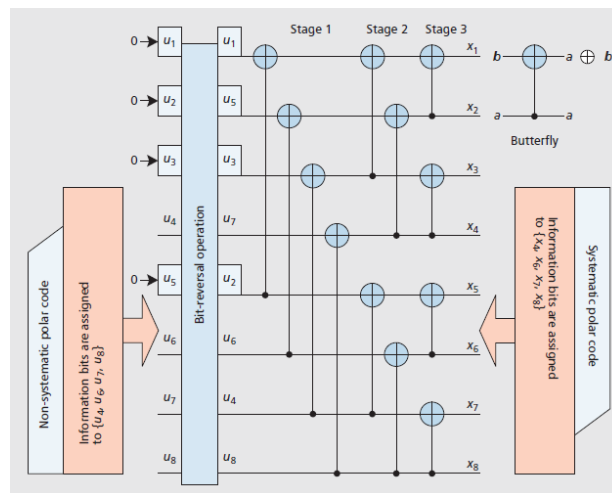 Stage 1 Stage 2 Stage 3
0 u1 u1 x1 b a ⊕ b
0 u2 u5 x2 a a
Butterfly
0 u3 u3 x3
u4 u7 x4
0 u5 u2 x5
u6 u6 x6
u7 u4 x7
u8 u8 x8
Bit-reversal operation
Non-systematic polar code
Information bits are assigned
to {u4, u6, u7, u8}
Information bits are assigned
to {x4, x6, x7, x8}
Systematic polar code